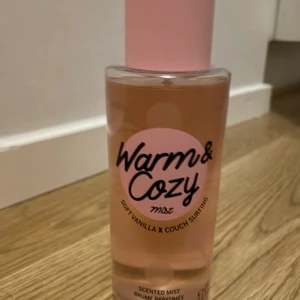 Warm &
Cozy
mist
SOFT VANILLA X COUCH SURFING
SCENTED MIST
BRUME PARFUMÉE